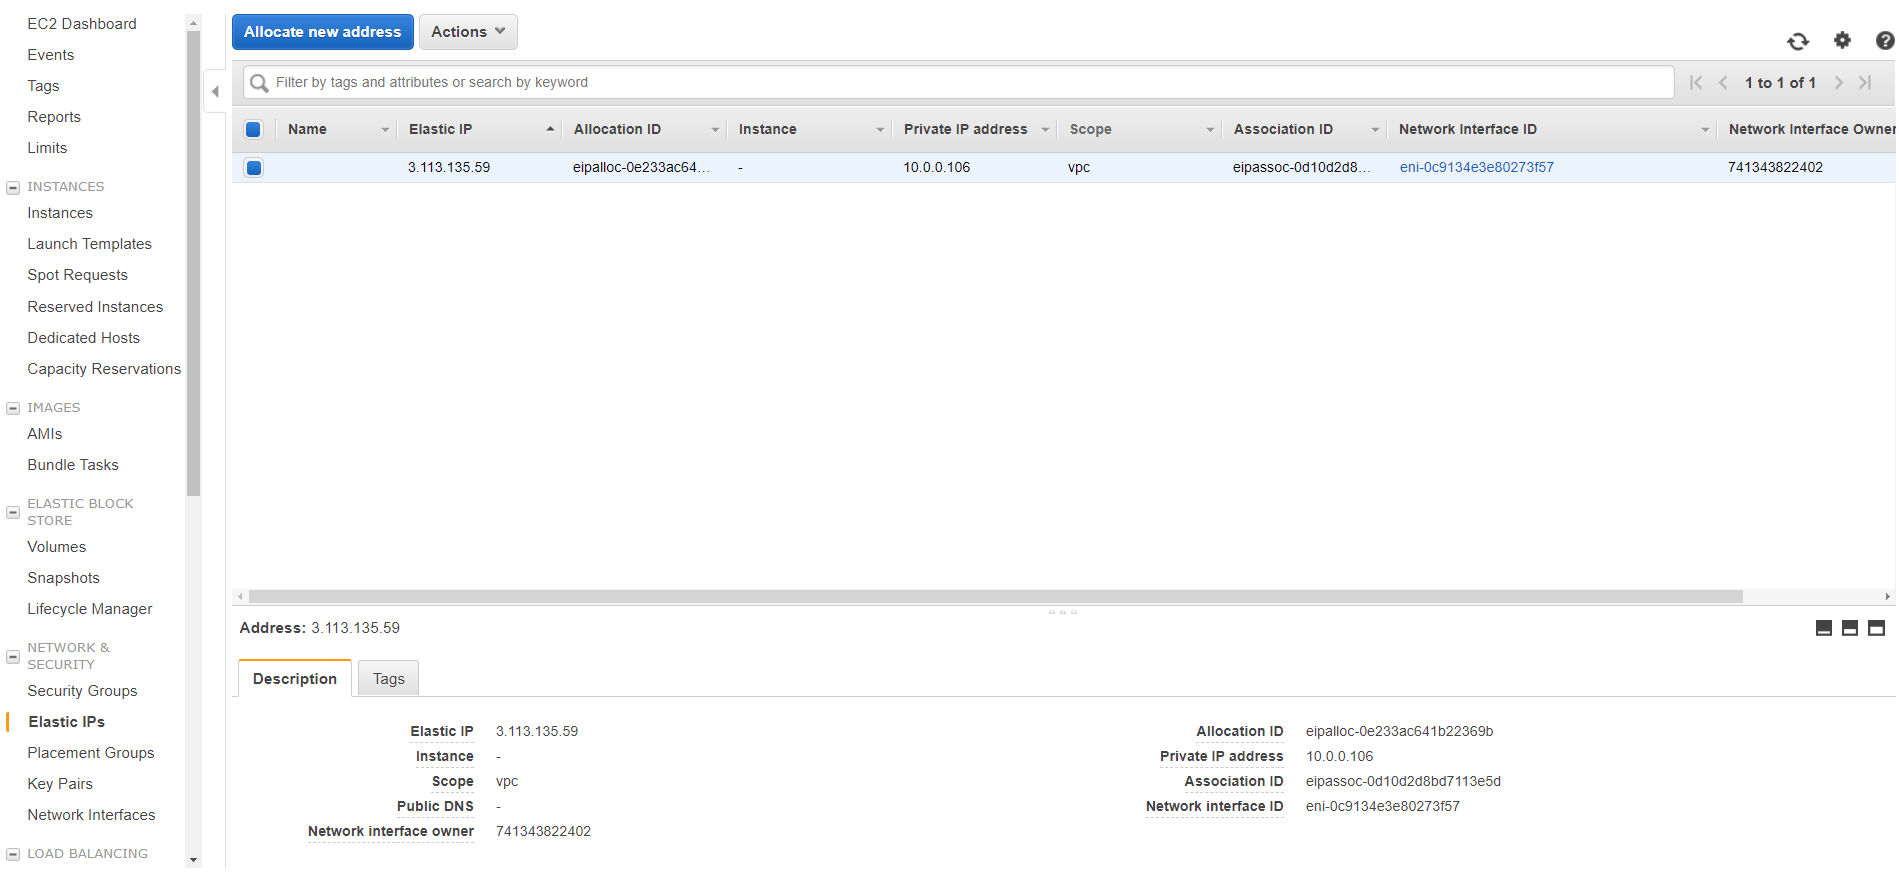 EC2 Dashboard
Events
Tags
Reports
Limits
INSTANCES
Instances
Launch Templates
Spot Requests
Reserved Instances
Dedicated Hosts
Capacity Reservations
IMAGES
AMIs
Bundle Tasks
ELASTIC BLOCK
STORE
Volumes
Snapshots
Lifecycle Manager
NETWORK &
SECURITY
Security Groups
Elastic IPs
Placement Groups
Key Pairs
Network Interfaces
LOAD BALANCING
Allocate new address Actions
Filter by tags and attributes or search by keyword 1 to 1 of 1
Name Elastic IP Allocation ID Instance Private IP address Scope Association ID Network Interface ID Network Interface Owner
3.113.135.59 eipalloc-0e233ac64... - 10.0.0.106 vpc eipassoc-0d10d2d8... eni-0c9134e3e80273f57 741343822402
Address: 3.113.135.59
Description Tags
Elastic IP 3.113.135.59 Allocation ID eipalloc-0e233ac641b22369b
Instance - Private IP address 10.0.0.106
Scope vpc Association ID eipassoc-0d10d2d8bd7113e5d
Public DNS - Network interface ID eni-0c9134e3e80273f57
Network interface owner 741343822402